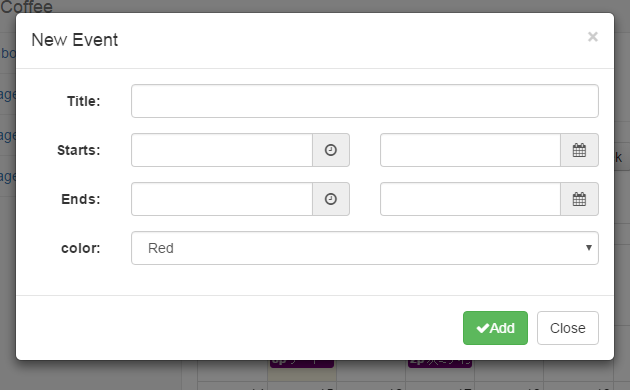 Coffee
New Event
×
Title:
Starts:
Ends:
color:
Red
Add
Close